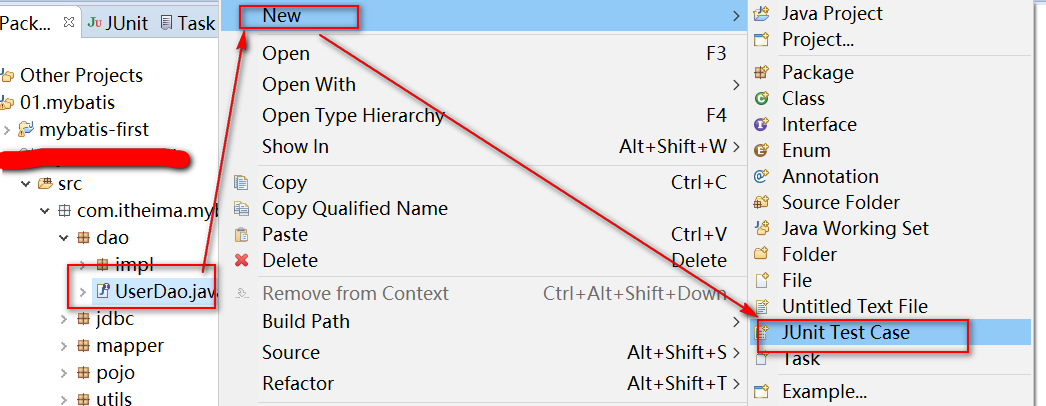 Pack...
JUnit
Task
Other Projects
01.mybatis
mybatis-first
src
com.itheima.myb
dao
impl
UserDao.java
jdbc
mapper
pojo
utils
New
Open F3
Open With
Open Type Hierarchy F4
Show In Alt+Shift+W
Copy Ctrl+C
Copy Qualified Name
Paste Ctrl+V
Delete Delete
Remove from Context Ctrl+Alt+Shift+Down
Build Path
Source Alt+Shift+S
Refactor Alt+Shift+T
Java Project
Project...
Package
Class
Interface
Enum
Annotation
Source Folder
Java Working Set
Folder
File
Untitled Text File
JUnit Test Case
Task
Example...